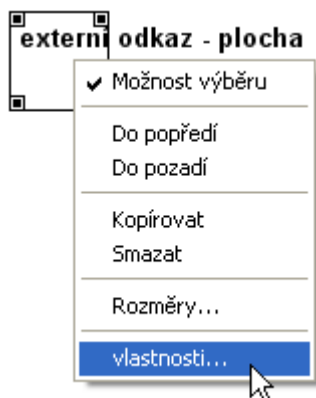 externí odkaz - plocha
Možnost výběru
Do popředí
Do pozadí
Kopírovat
Smazat
Rozměry...
vlastnosti...